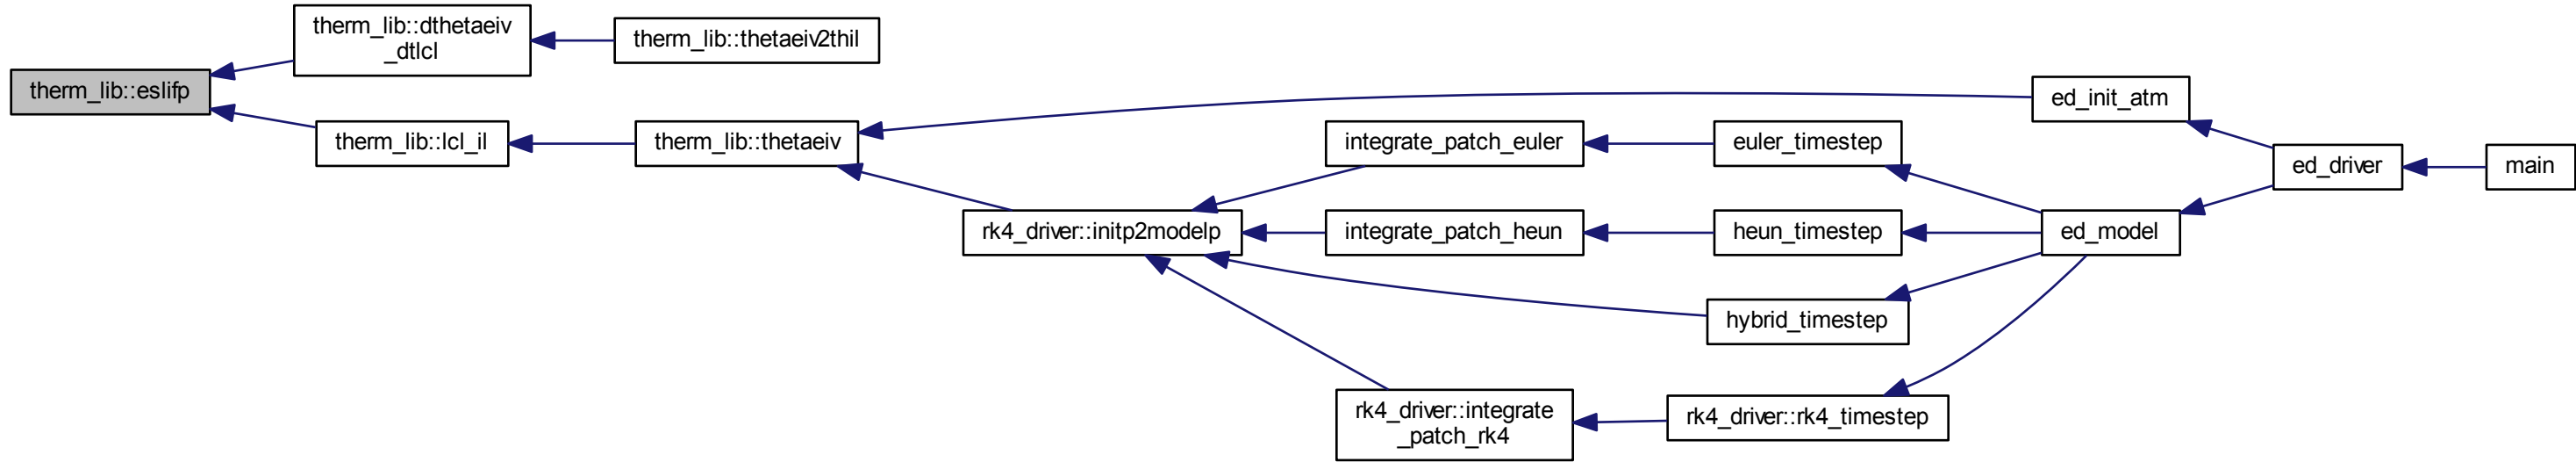 therm_lib::eslifp
therm_lib::dthetaeiv
_dtlcl
therm_lib::thetaeiv2thil
therm_lib::lcl_il
therm_lib::thetaeiv
ed_init_atm
rk4_driver::initp2modelp
integrate_patch_euler
euler_timestep
integrate_patch_heun
heun_timestep
hybrid_timestep
rk4_driver::integrate
_patch_rk4
rk4_driver::rk4_timestep
ed_model
ed_driver
main